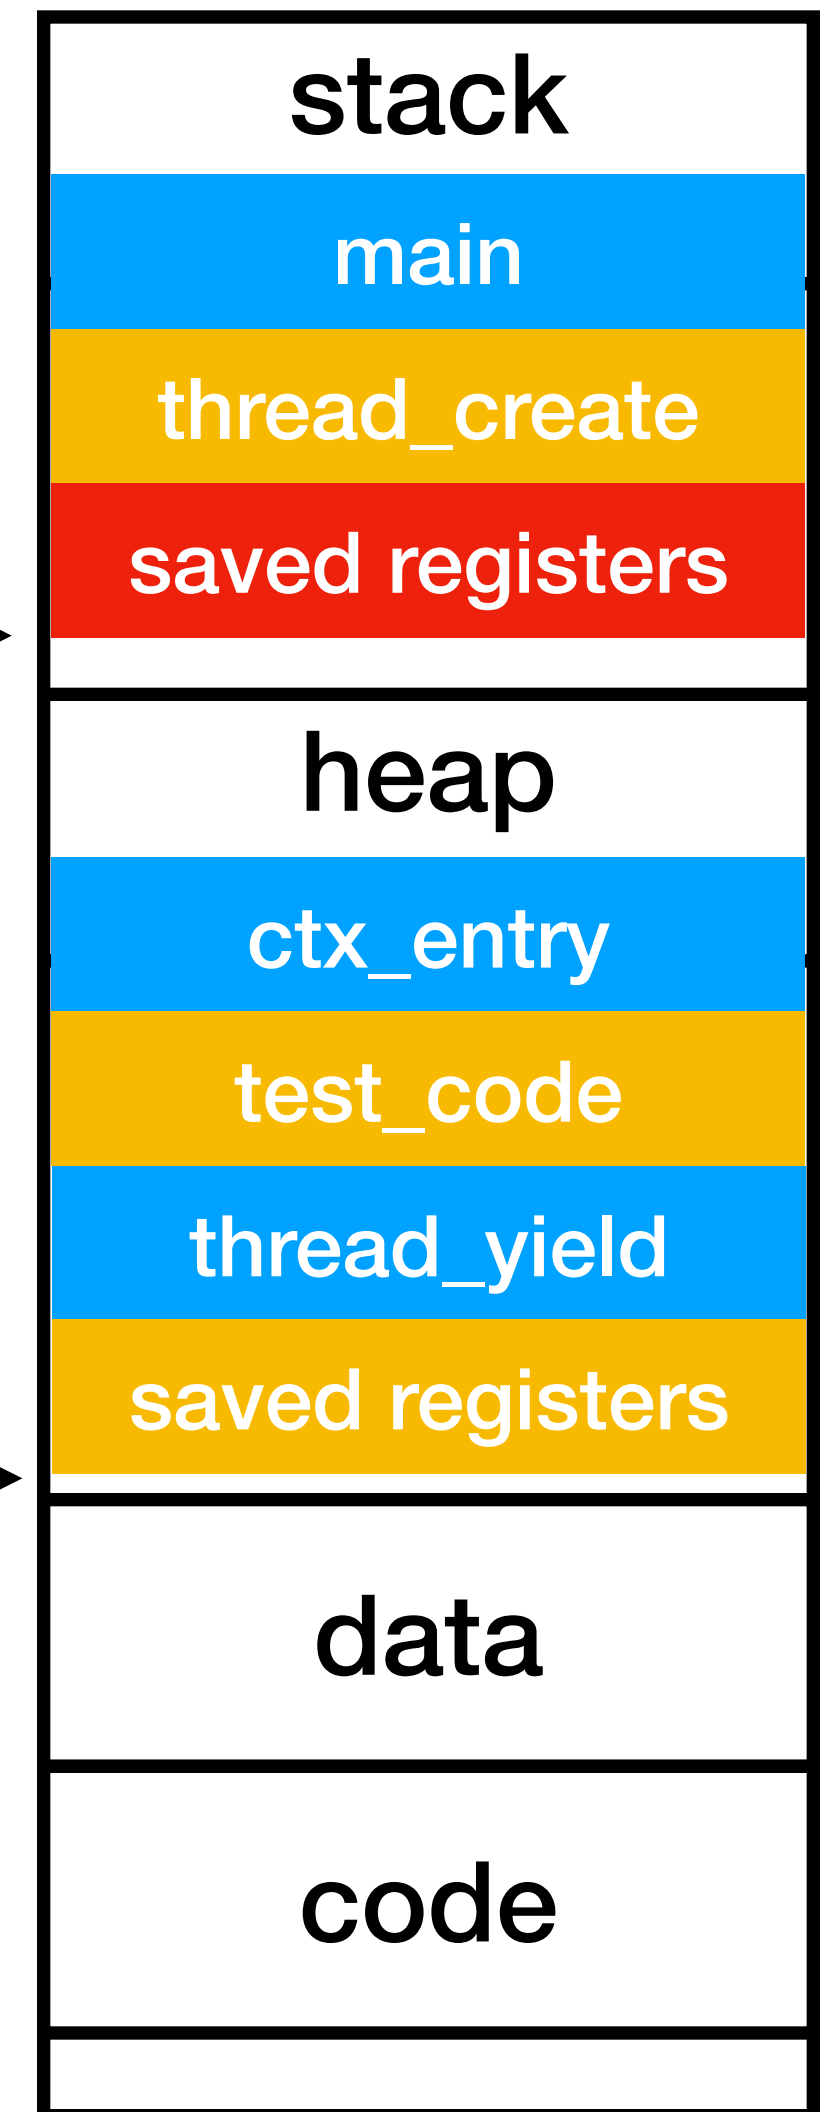 stack
main
thread_create
saved registers
heap
ctx_entry
test_code
thread_yield
saved registers
data
code